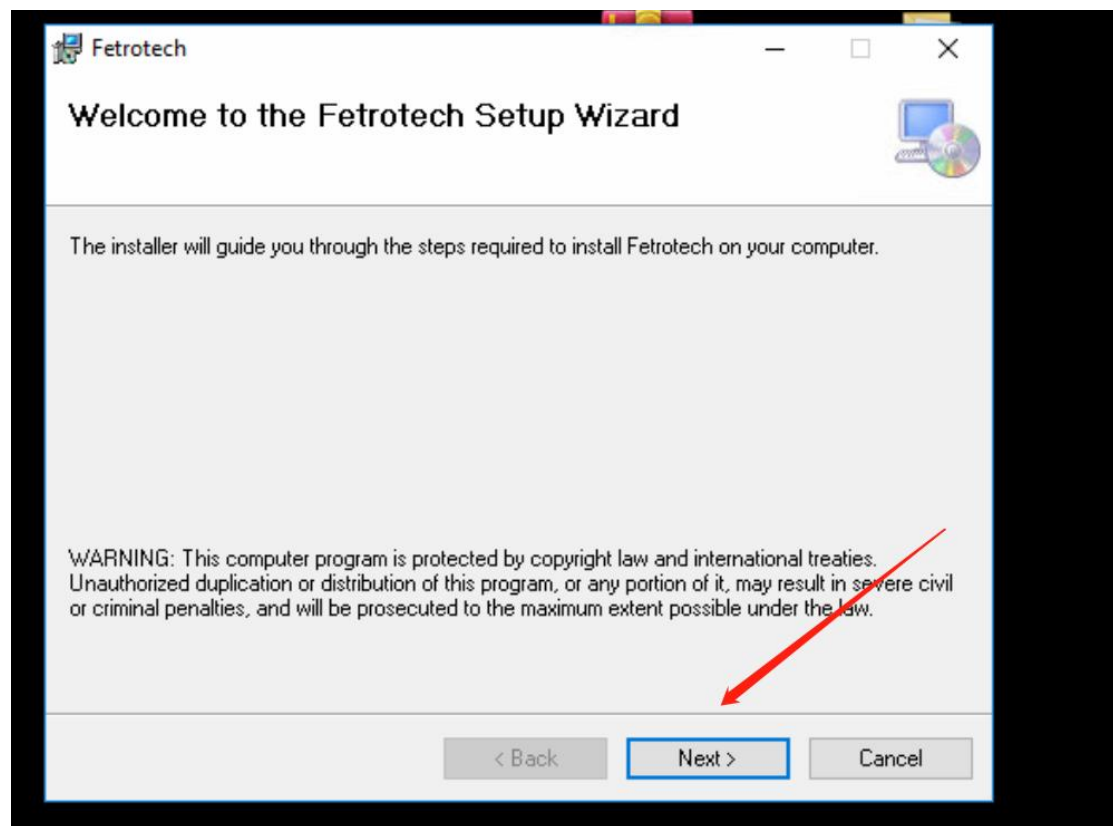 Fetrotech
Welcome to the Fetrotech Setup Wizard
The installer will guide you through the steps required to install Fetrotech on your computer.
WARNING: This computer program is protected by copyright law and international treaties.
Unauthorized duplication or distribution of this program, or any portion of it, may result in severe civil
or criminal penalties, and will be prosecuted to the maximum extent possible under the law.
< Back
Next >
Cancel